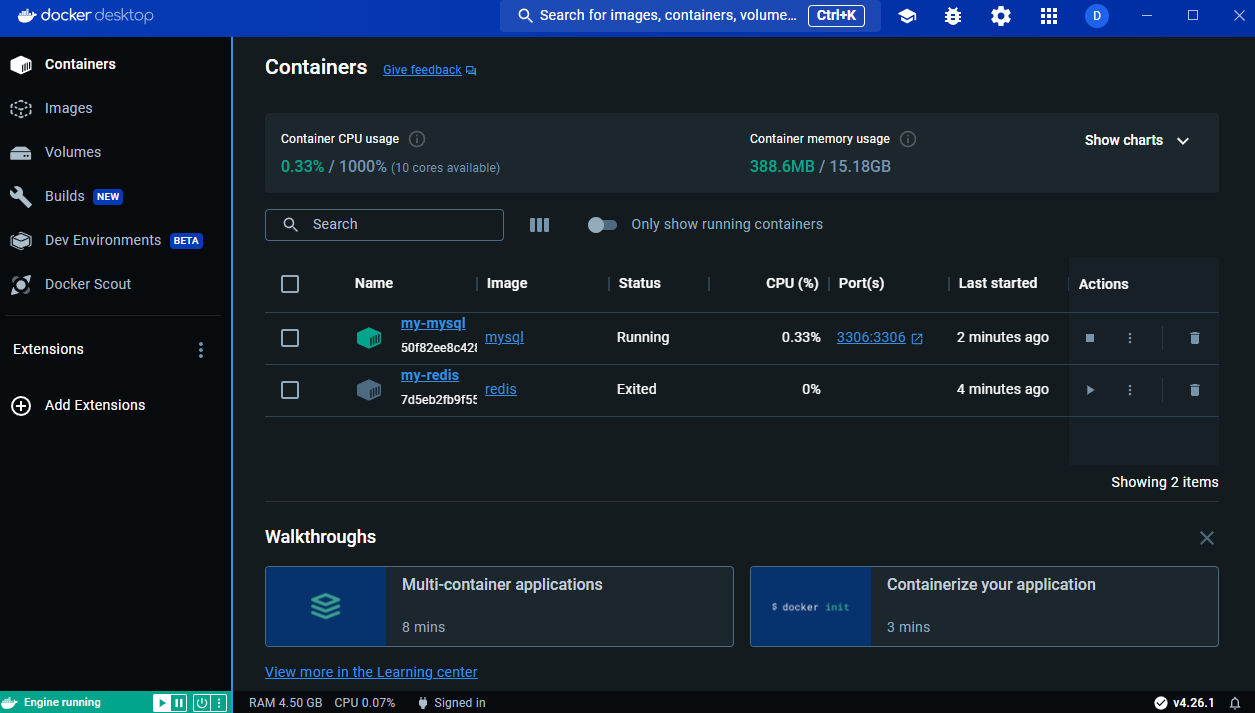 docker desktop
Search for images, containers, volume... Ctrl+K
D
Containers
Images
Volumes
Builds NEW
Dev Environments BETA
Docker Scout
Extensions
Add Extensions
Containers Give feedback
Container CPU usage
0.33% / 1000% (10 cores available)
Container memory usage
388.6MB / 15.18GB
Show charts
Search
Only show running containers
Name Image Status CPU (%) Port(s) Last started Actions
my-mysql
50f82ee8c428
mysql Running 0.33% 3306:3306 2 minutes ago
my-redis
7d5eb2fb9f55
redis Exited 0% 4 minutes ago
Showing 2 items
Walkthroughs
Multi-container applications
8 mins
$ docker init
Containerize your application
3 mins
View more in the Learning center
Engine running
RAM 4.50 GB CPU 0.07% Signed in
v4.26.1